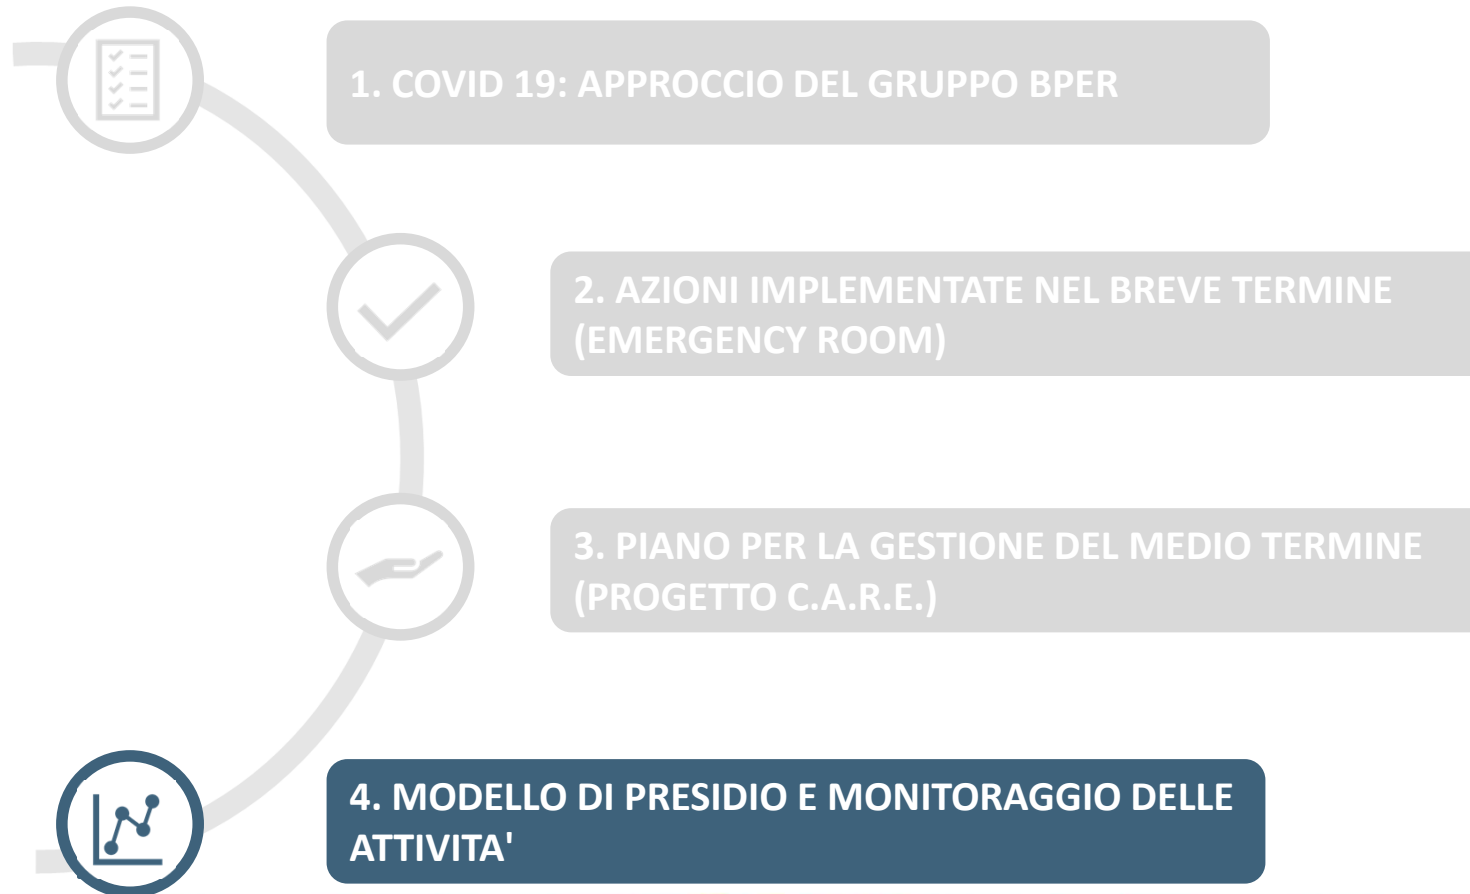 1. COVID 19: APPROCCIO DEL GRUPPO BPER
2. AZIONI IMPLEMENTATE NEL BREVE TERMINE
(EMERGENCY ROOM)
3. PIANO PER LA GESTIONE DEL MEDIO TERMINE
(PROGETTO C.A.R.E.)
4. MODELLO DI PRESIDIO E MONITORAGGIO DELLE
ATTIVITA'